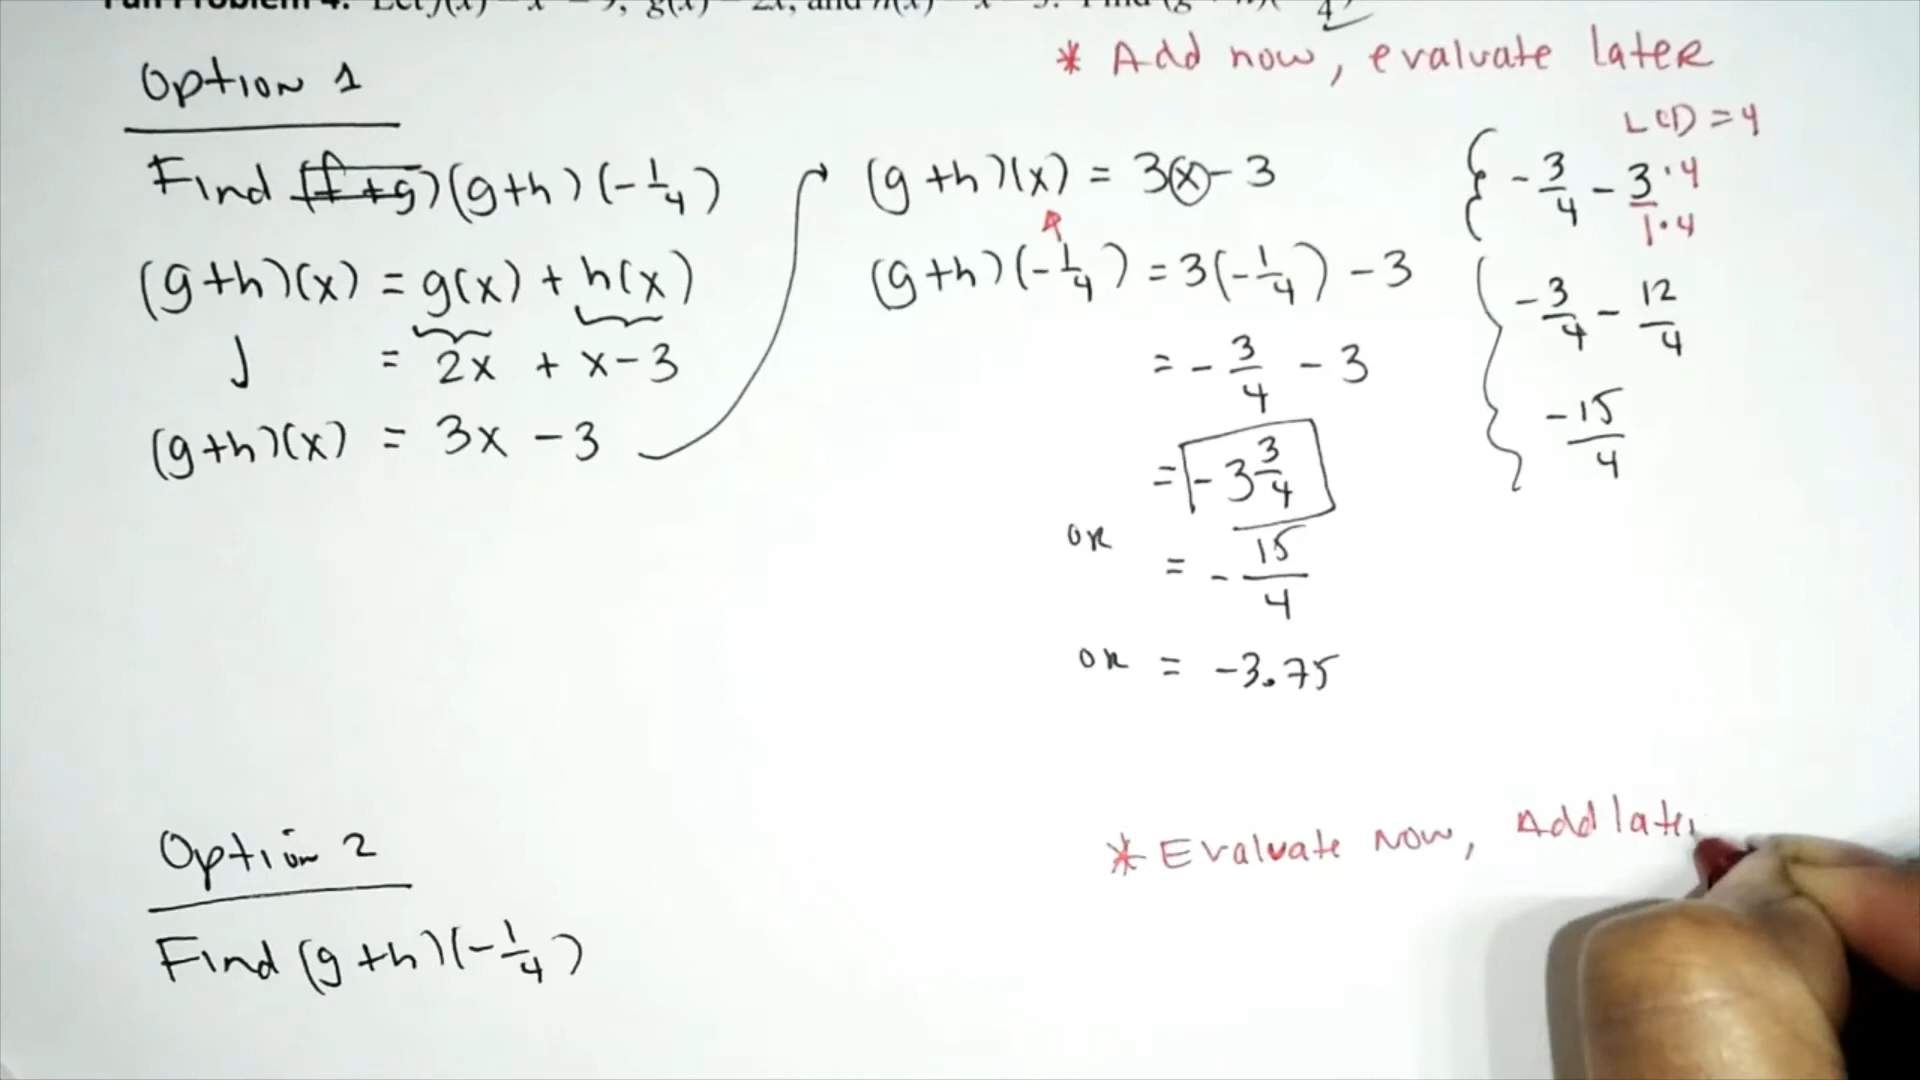 * Add now, evaluate later
Option 1
LCD = 4
Find (f+g) (g+h)(-1/4)
(g+h)(x) = g(x) + h(x)
= 2x + x - 3
(g+h)(x) = 3x - 3
(g+h)(x) = 3(x) - 3
(g+h)(-1/4) = 3(-1/4) - 3
= -3/4 - 3
= -3 3/4
or = -15/4
or = -3.75
-3/4 - 3·4/1·4
-3/4 - 12/4
-15/4
Option 2
* Evaluate Now, Add later
Find (g+h)(-1/4)